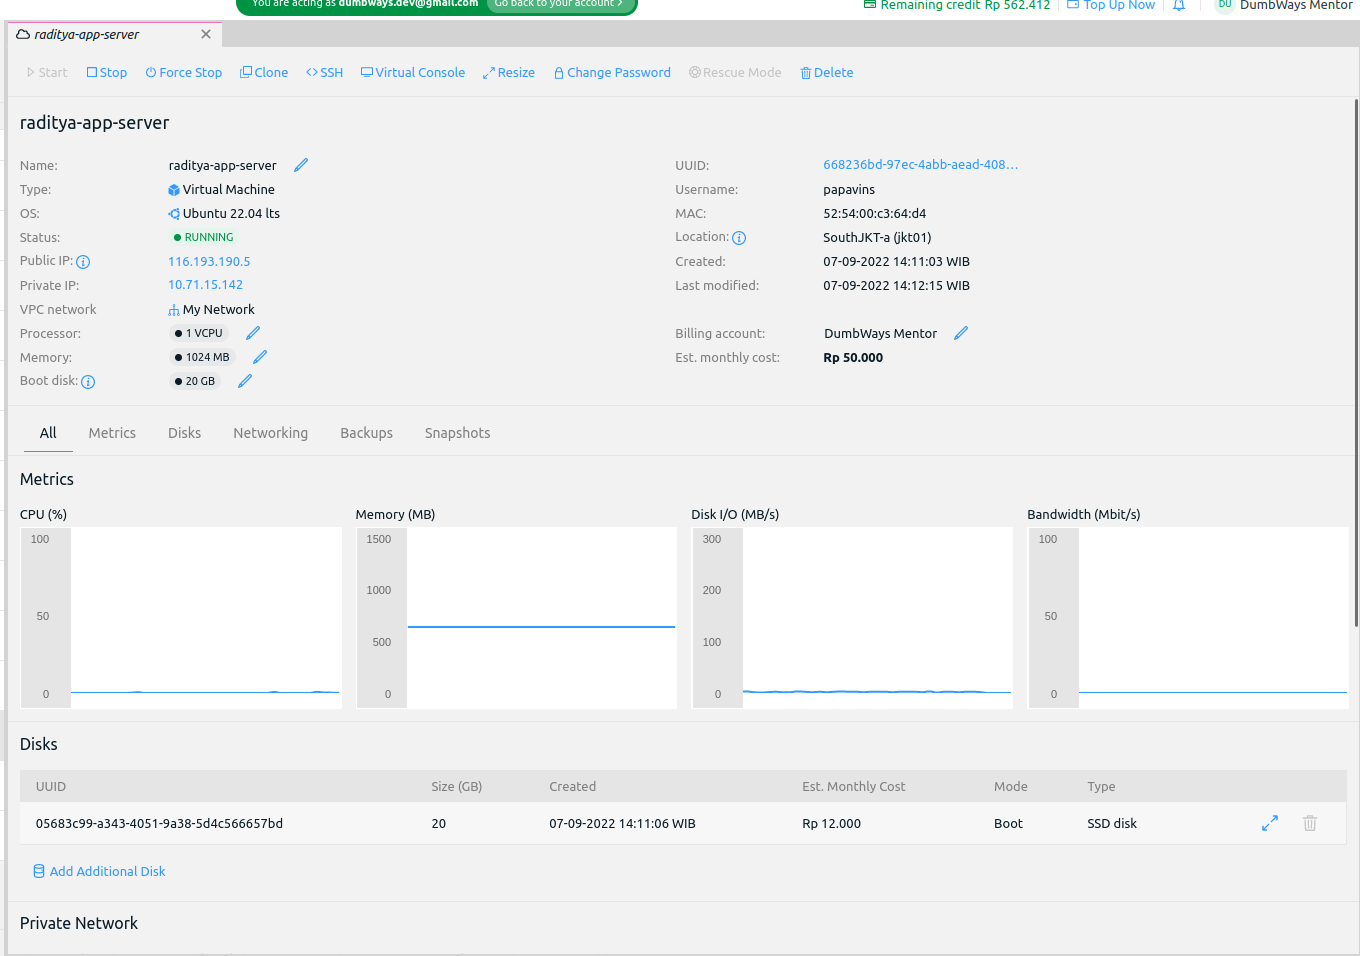 You are acting as dumbways.dev@gmail.com Go back to your account >
Remaining credit Rp 562.412 Top Up Now DU DumbWays Mentor
raditya-app-server
Start Stop Force Stop Clone SSH Virtual Console Resize Change Password Rescue Mode Delete
raditya-app-server
Name: raditya-app-server UUID: 668236bd-97ec-4abb-aead-408...
Type: Virtual Machine Username: papavins
OS: Ubuntu 22.04 lts MAC: 52:54:00:c3:64:d4
Status: RUNNING Location: SouthJKT-a (jkt01)
Public IP: 116.193.190.5 Created: 07-09-2022 14:11:03 WIB
Private IP: 10.71.15.142 Last modified: 07-09-2022 14:12:15 WIB
VPC network My Network
Processor: 1 VCPU Billing account: DumbWays Mentor
Memory: 1024 MB Est. monthly cost: Rp 50.000
Boot disk: 20 GB
All Metrics Disks Networking Backups Snapshots
Metrics
CPU (%) Memory (MB) Disk I/O (MB/s) Bandwidth (Mbit/s)
100 1500 300 100
1000 200
50 50
500 100
0 0 0 0
Disks
UUID Size (GB) Created Est. Monthly Cost Mode Type
05683c99-a343-4051-9a38-5d4c566657bd 20 07-09-2022 14:11:06 WIB Rp 12.000 Boot SSD disk
Add Additional Disk
Private Network